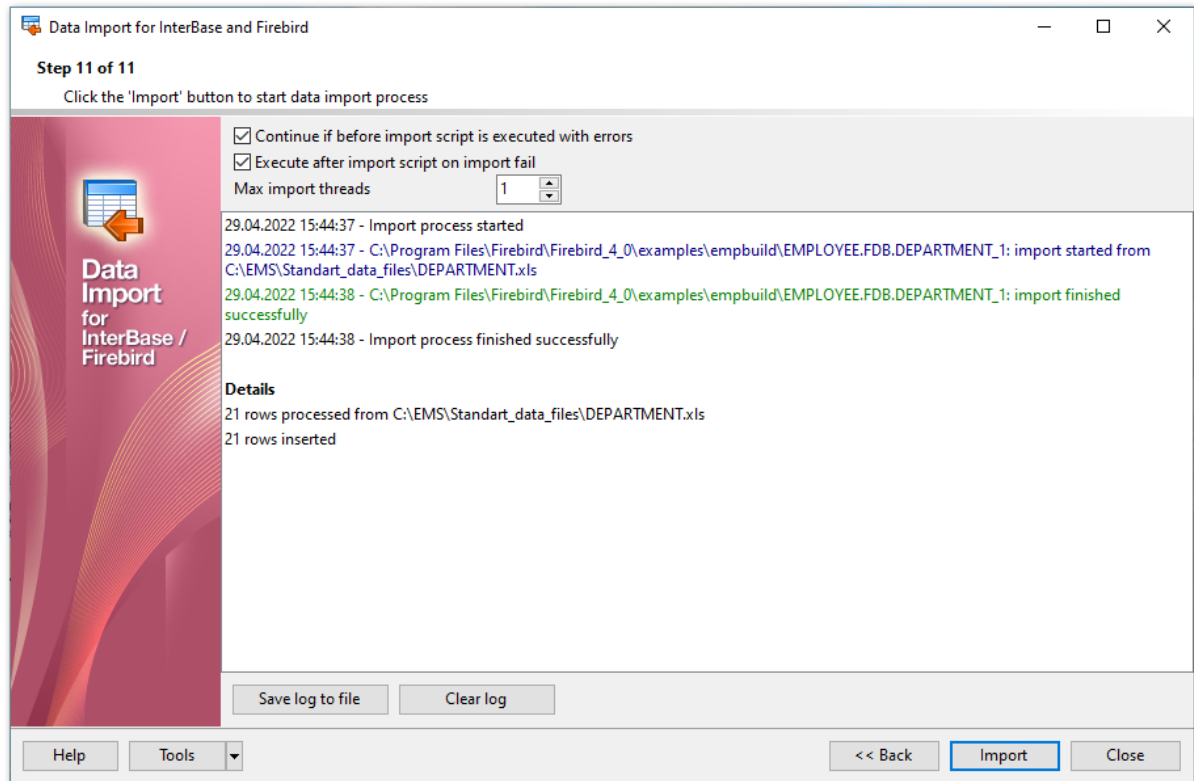 Data Import for InterBase and Firebird
Step 11 of 11
Click the 'Import' button to start data import process
Data
Import
for
InterBase /
Firebird
Continue if before import script is executed with errors
Execute after import script on import fail
Max import threads 1
29.04.2022 15:44:37 - Import process started
29.04.2022 15:44:37 - C:\Program Files\Firebird\Firebird_4_0\examples\empbuild\EMPLOYEE.FDB.DEPARTMENT_1: import started from
C:\EMS\Standart_data_files\DEPARTMENT.xls
29.04.2022 15:44:38 - C:\Program Files\Firebird\Firebird_4_0\examples\empbuild\EMPLOYEE.FDB.DEPARTMENT_1: import finished
successfully
29.04.2022 15:44:38 - Import process finished successfully
Details
21 rows processed from C:\EMS\Standart_data_files\DEPARTMENT.xls
21 rows inserted
Save log to file Clear log
Help Tools << Back Import Close